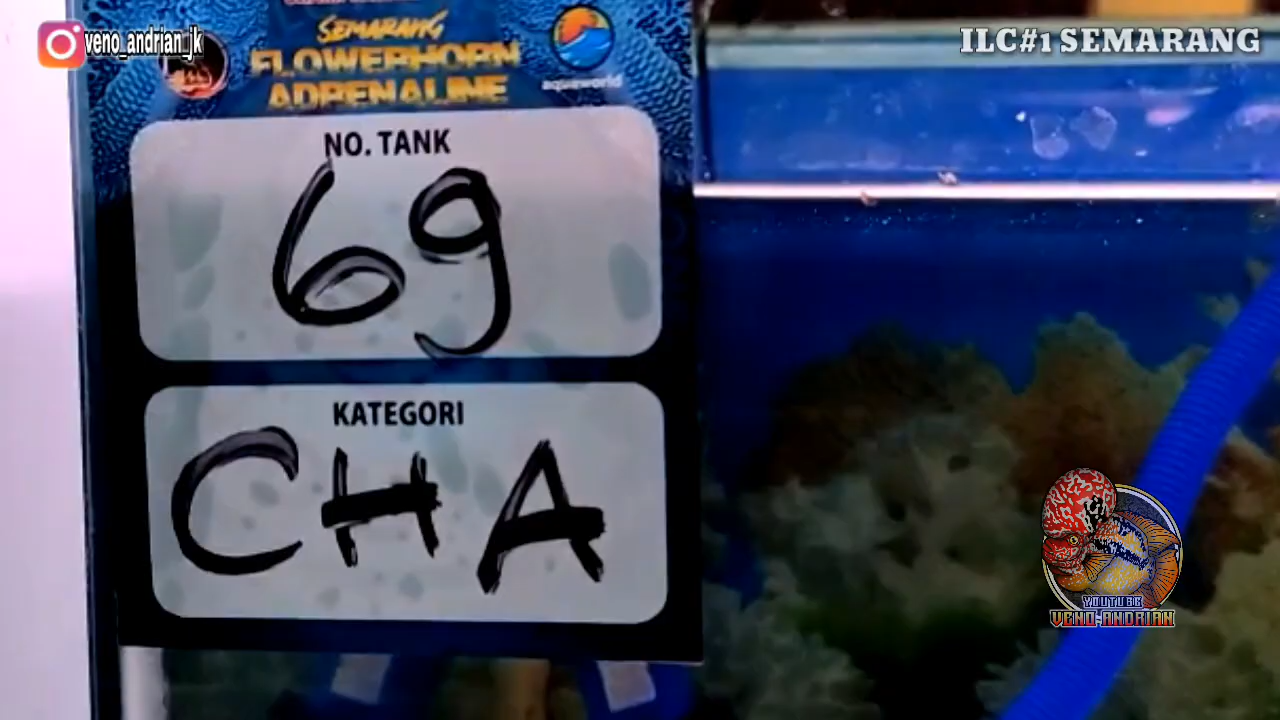 veno_andrian_jk
ILC#1 SEMARANG
SEMARANG
FLOWERHORN
ADRENALINE
aquaworld
NO. TANK
69
KATEGORI
CHA
YOUTUBE
VENO ANDRIAN